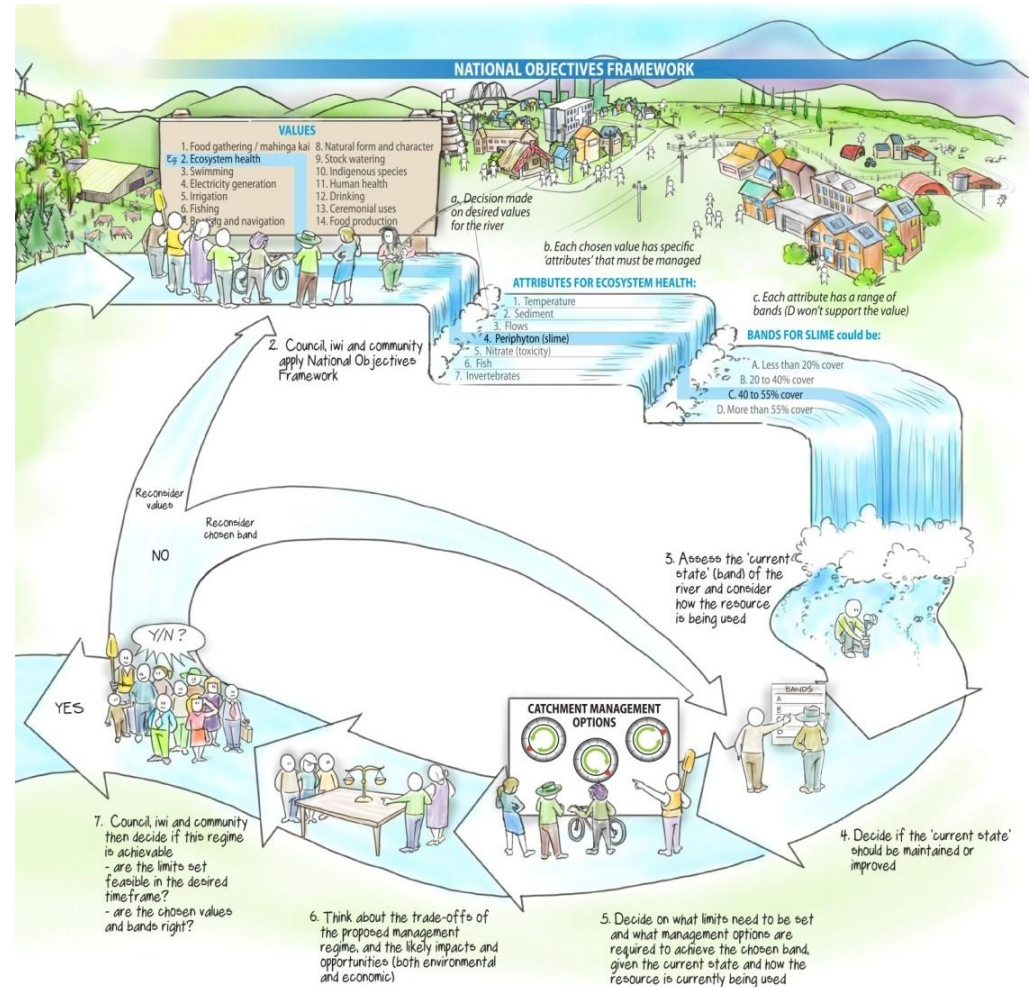 NATIONAL OBJECTIVES FRAMEWORK
VALUES
1. Food gathering / mahinga kai
Eg 2. Ecosystem health
3. Swimming
4. Electricity generation
5. Irrigation
6. Fishing
7. Boating and navigation
8. Natural form and character
9. Stock watering
10. Indigenous species
11. Human health
12. Drinking
13. Ceremonial uses
14. Food production
a. Decision made
on desired values
for the river
b. Each chosen value has specific
'attributes' that must be managed
ATTRIBUTES FOR ECOSYSTEM HEALTH:
1. Temperature
2. Sediment
3. Flows
4. Periphyton (slime)
5. Nitrate (toxicity)
6. Fish
7. Invertebrates
c. Each attribute has a range of
bands (D won't support the value)
BANDS FOR SLIME could be:
A. Less than 20% cover
B. 20 to 40% cover
C. 40 to 55% cover
D. More than 55% cover
2. Council, iwi and community
apply National Objectives
Framework
Reconsider
values
Reconsider
chosen band
NO
3. Assess the 'current
state' (band) of the
river and consider
how the resource
is being used
BANDS
A
B
D
4. Decide if the 'current state'
should be maintained or
improved
CATCHMENT MANAGEMENT
OPTIONS
5. Decide on what limits need to be set
and what management options are
required to achieve the chosen band,
given the current state and how the
resource is currently being used
6. Think about the trade-offs of
the proposed management
regime, and the likely impacts and
opportunities (both environmental
and economic)
Y/N ?
YES
7. Council, iwi and community
then decide if this regime
is achievable
- are the limits set
feasible in the desired
timeframe?
- are the chosen values
and bands right?